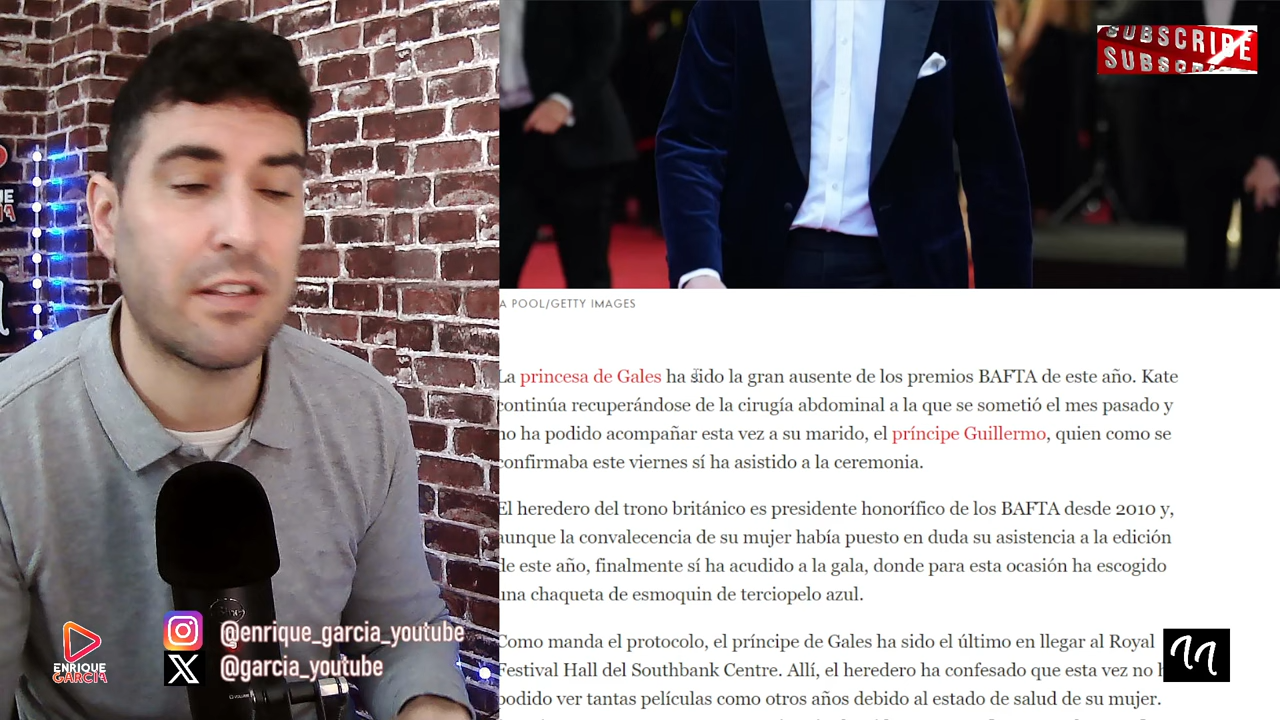 SUBSCRIBE
SUBSCRIBE
A POOL/GETTY IMAGES
La princesa de Gales ha sido la gran ausente de los premios BAFTA de este año. Kate
continúa recuperándose de la cirugía abdominal a la que se sometió el mes pasado y
no ha podido acompañar esta vez a su marido, el príncipe Guillermo, quien como se
confirmaba este viernes sí ha asistido a la ceremonia.
El heredero del trono británico es presidente honorífico de los BAFTA desde 2010 y,
aunque la convalecencia de su mujer había puesto en duda su asistencia a la edición
de este año, finalmente sí ha acudido a la gala, donde para esta ocasión ha escogido
una chaqueta de esmoquin de terciopelo azul.
Como manda el protocolo, el príncipe de Gales ha sido el último en llegar al Royal
Festival Hall del Southbank Centre. Allí, el heredero ha confesado que esta vez no
podido ver tantas películas como otros años debido al estado de salud de su mujer.
@enrique_garcia_youtube
@garcia_youtube
ENRIQUE
GARCIA